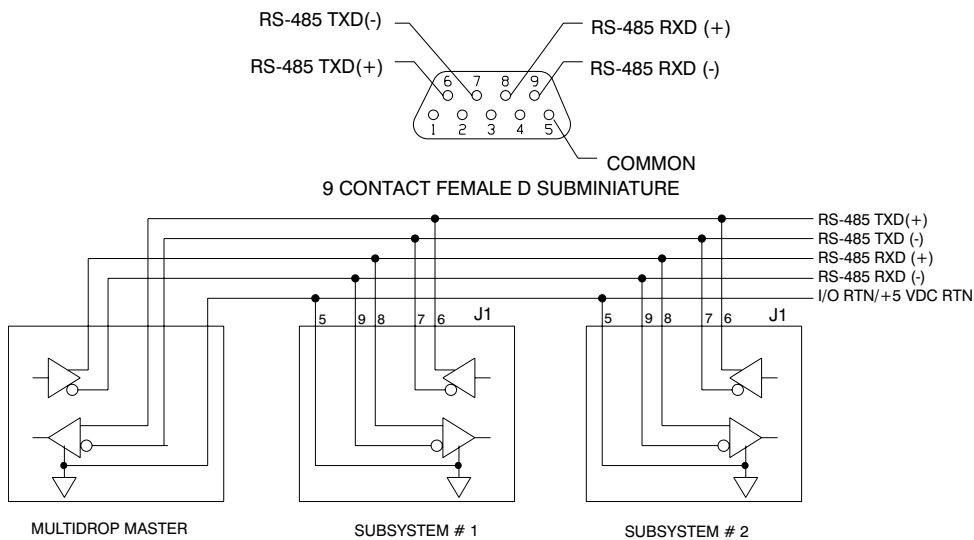 RS-485 TXD(-)
RS-485 RXD (+)
RS-485 TXD(+)
RS-485 RXD (-)
6 7 8 9
1 2 3 4 5
COMMON
9 CONTACT FEMALE D SUBMINIATURE
RS-485 TXD(+)
RS-485 TXD (-)
RS-485 RXD (+)
RS-485 RXD (-)
I/O RTN/+5 VDC RTN
5 9 8 7 6 J1
5 9 8 7 6 J1
MULTIDROP MASTER
SUBSYSTEM # 1
SUBSYSTEM # 2